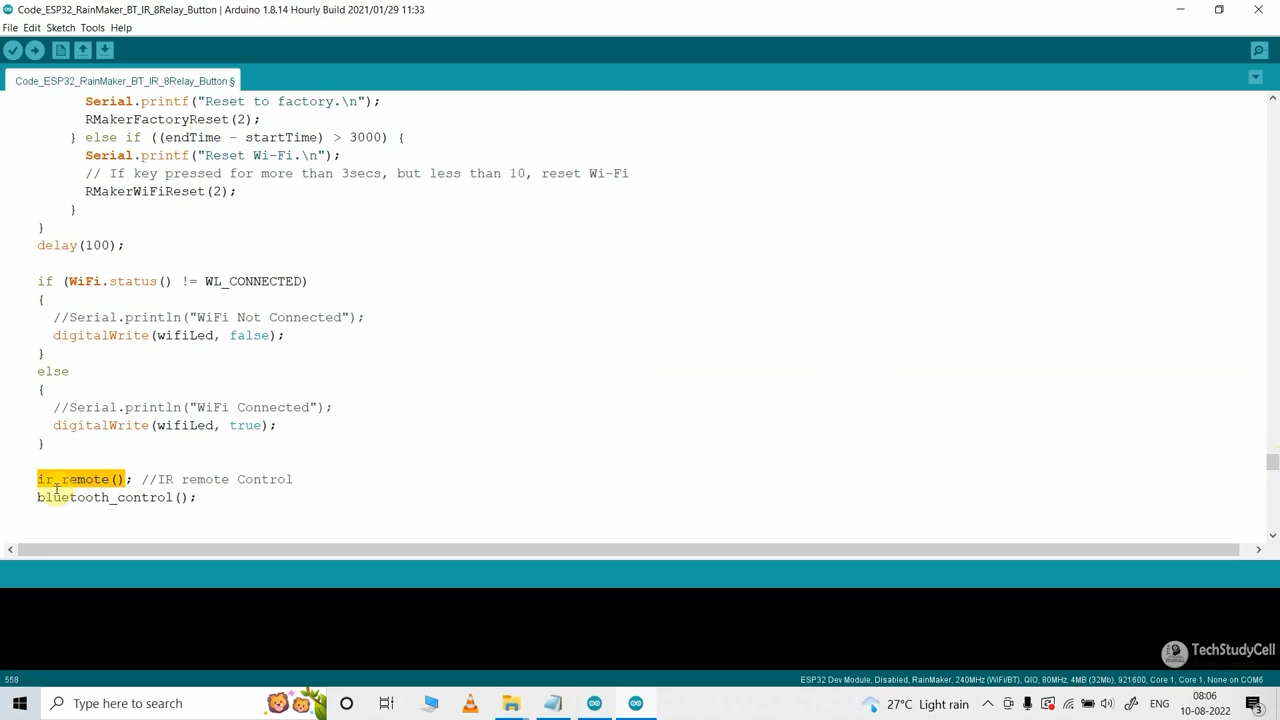 Code_ESP32_RainMaker_BT_IR_8Relay_Button | Arduino 1.8.14 Hourly Build 2021/01/29 11:33
File Edit Sketch Tools Help
Code_ESP32_RainMaker_BT_IR_8Relay_Button §
Serial.printf("Reset to factory.\n");
RMakerFactoryReset(2);
} else if ((endTime - startTime) > 3000) {
Serial.printf("Reset Wi-Fi.\n");
// If key pressed for more than 3secs, but less than 10, reset Wi-Fi
RMakerWiFiReset(2);
}
}
delay(100);
if (WiFi.status() != WL_CONNECTED)
{
//Serial.println("WiFi Not Connected");
digitalWrite(wifiLed, false);
}
else
{
//Serial.println("WiFi Connected");
digitalWrite(wifiLed, true);
}
ir_remote(); //IR remote Control
bluetooth_control();
TechStudyCell
558
ESP32 Dev Module, Disabled, RainMaker, 240MHz (WiFi/BT), QIO, 80MHz, 4MB (32Mb), 921600, Core 1, Core 1, None on COM6
Type here to search
27°C Light rain
ENG
08:06
10-08-2022
3